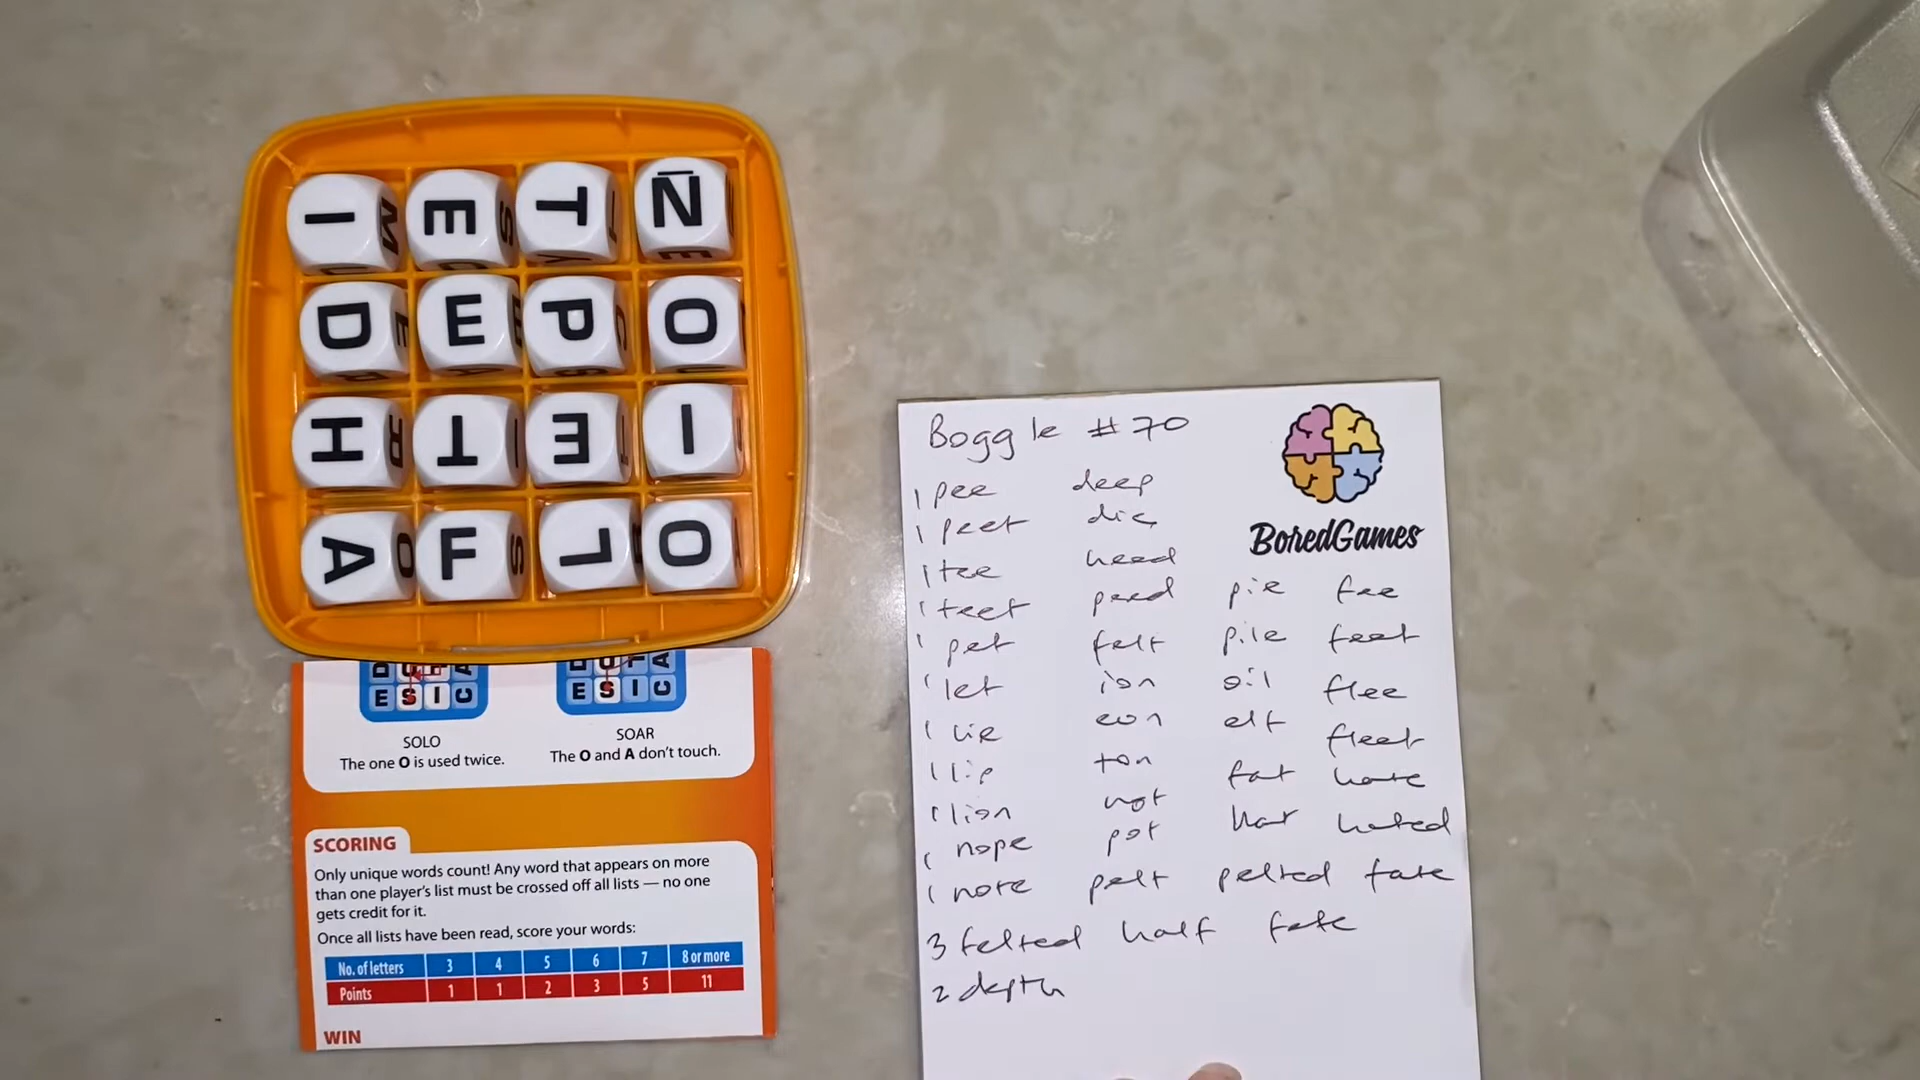 I E T N
D E P O
H T E I
A F L O
Boggle #70
BoredGames
1 pee deep
1 peet die
1 tee heed
1 teet peed pie fee
1 pet felt pile feet
1 let ion oil flee
1 lie eon elf fleet
1 lip ton fat hate
1 lion not hat hated
1 nope pot
1 note pelt pelted fate
3 felted half fete
2 depth
E S I C
E S I C
SOLO
The one O is used twice.
SOAR
The O and A don't touch.
SCORING
Only unique words count! Any word that appears on more
than one player's list must be crossed off all lists — no one
gets credit for it.
Once all lists have been read, score your words:
No. of letters 3 4 5 6 7 8 or more
Points 1 1 2 3 5 11
WIN